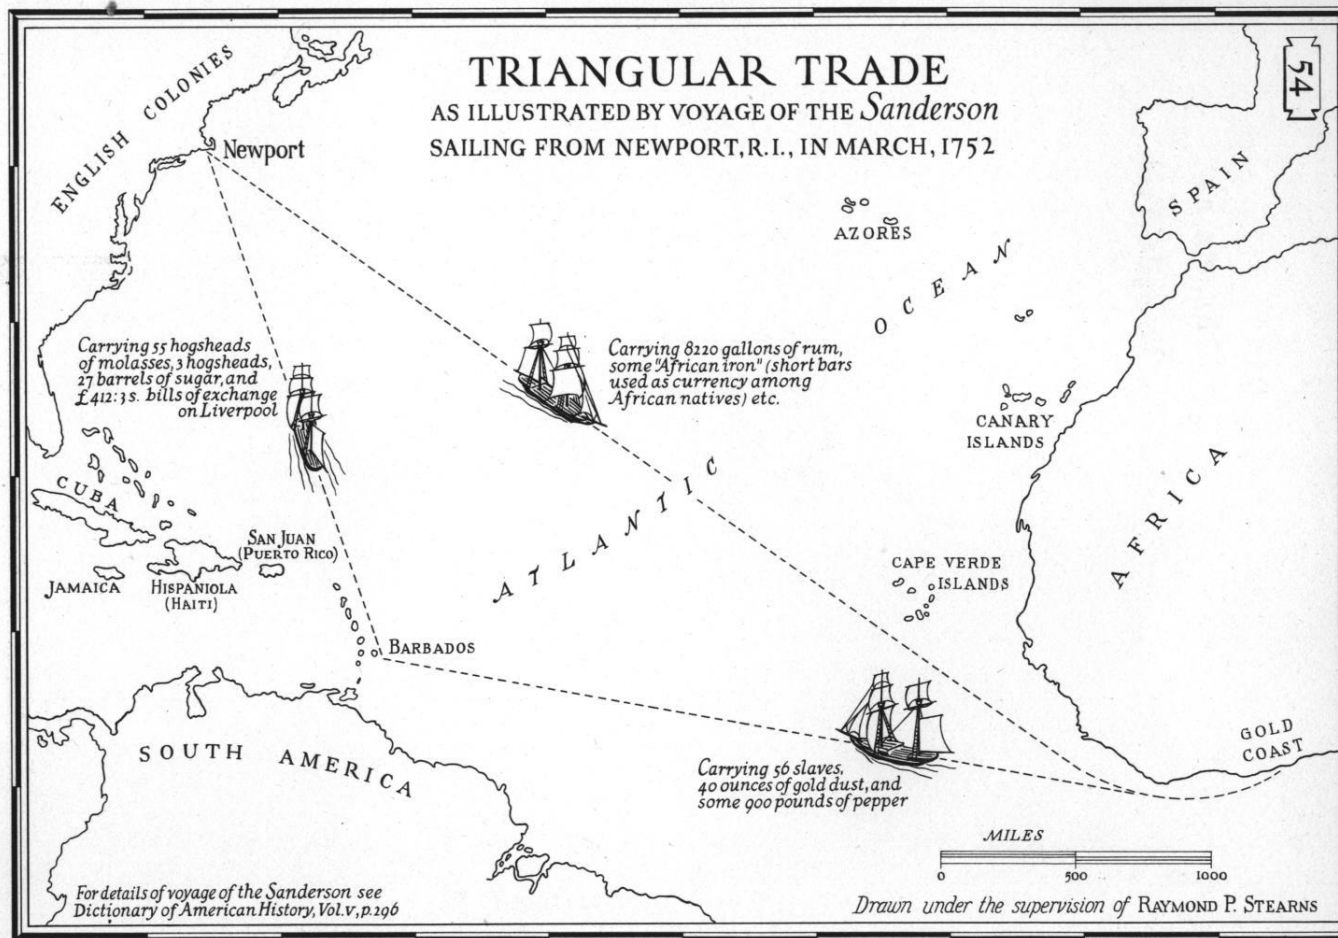 TRIANGULAR TRADE
AS ILLUSTRATED BY VOYAGE OF THE Sanderson
SAILING FROM NEWPORT, R.I., IN MARCH, 1752
54
ENGLISH COLONIES
Newport
SPAIN
AZORES
ATLANTIC OCEAN
Carrying 55 hogsheads
of molasses, 3 hogsheads,
27 barrels of sugar, and
£412:3 s. bills of exchange
on Liverpool
Carrying 8220 gallons of rum,
some "African iron" (short bars
used as currency among
African natives) etc.
CANARY
ISLANDS
AFRICA
CUBA
SAN JUAN
(PUERTO RICO)
JAMAICA
HISPANIOLA
(HAITI)
CAPE VERDE
ISLANDS
BARBADOS
SOUTH AMERICA
GOLD
COAST
Carrying 56 slaves,
40 ounces of gold dust, and
some 900 pounds of pepper
MILES
0 500 1000
For details of voyage of the Sanderson see
Dictionary of American History, Vol. V, p. 296
Drawn under the supervision of RAYMOND P. STEARNS